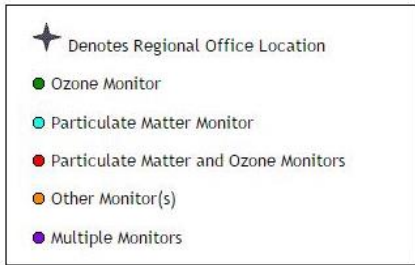 Denotes Regional Office Location
Ozone Monitor
Particulate Matter Monitor
Particulate Matter and Ozone Monitors
Other Monitor(s)
Multiple Monitors